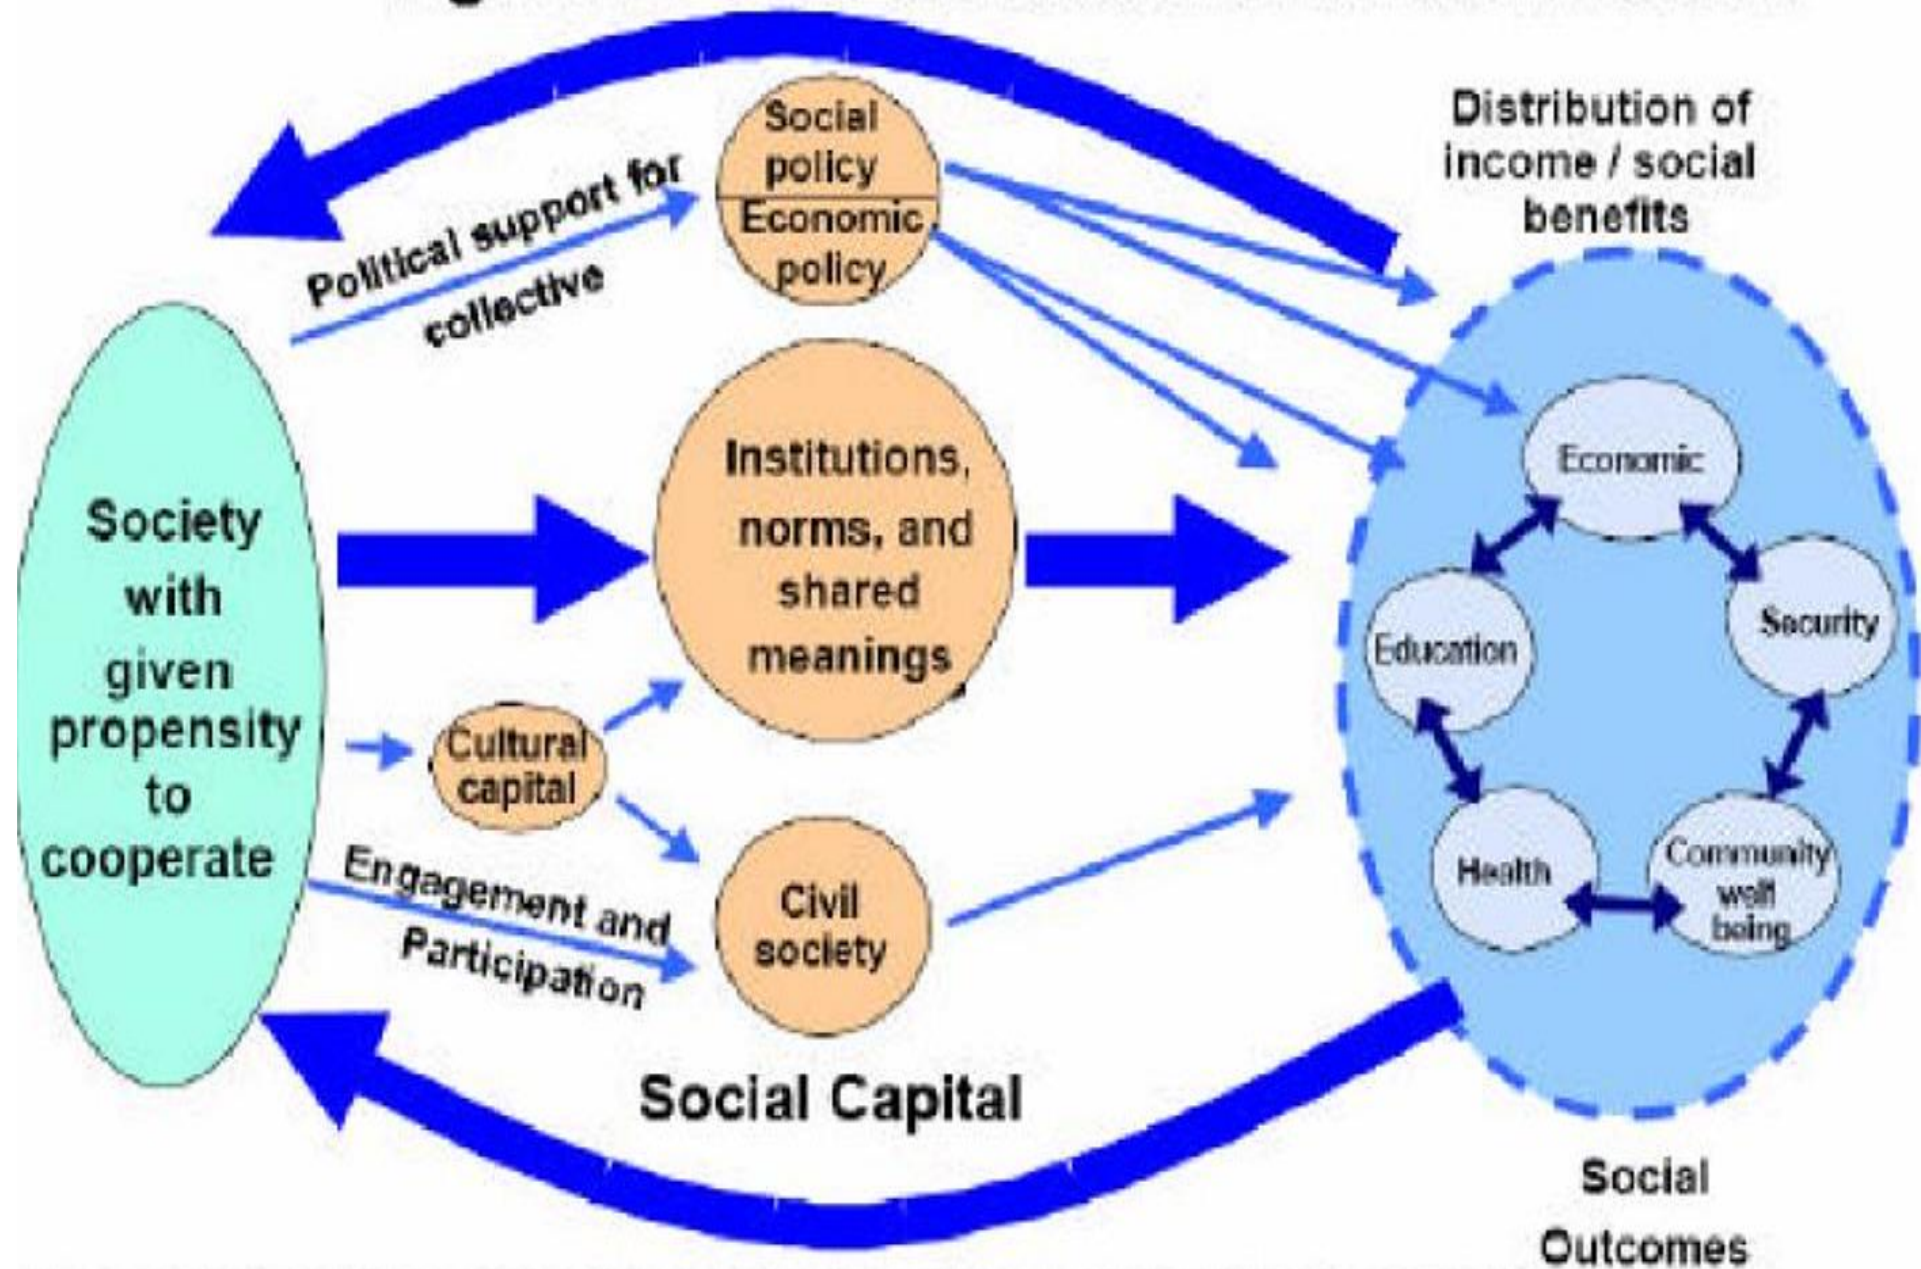 Distribution of
income / social
benefits
Social
policy
Economic
policy
Political support for
collective
Society
with
given
propensity
to
cooperate
Institutions,
norms, and
shared
meanings
Cultural
capital
Engagement and
Participation
Civil
society
Social Capital
Economic
Security
Education
Health
Community
well
being
Social
Outcomes